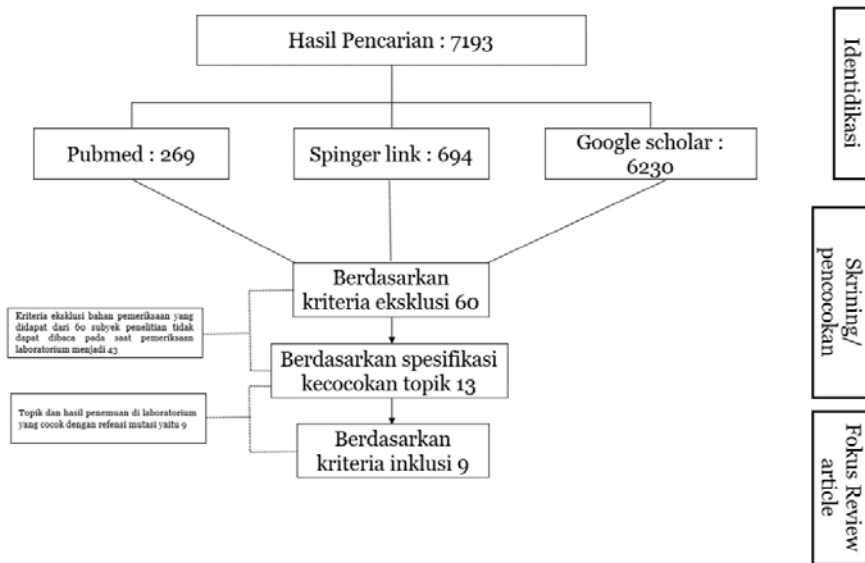 Hasil Pencarian : 7193
Pubmed : 269
Spinger link : 694
Google scholar :
6230
Berdasarkan
kriteria eksklusi 60
Kriteria eksklusi bahan pemeriksaan yang
didapat dari 60 subyek penelitian tidak
dapat dibaca pada saat pemeriksaan
laboratorium menjadi 43
Berdasarkan spesifikasi
kecocokan topik 13
Topik dan hasil penemuan di laboratorium
yang cocok dengan refensi mutasi yaitu 9
Berdasarkan
kriteria inklusi 9
Identidikasi
Skrining/
pencocokan
Fokus Review
article